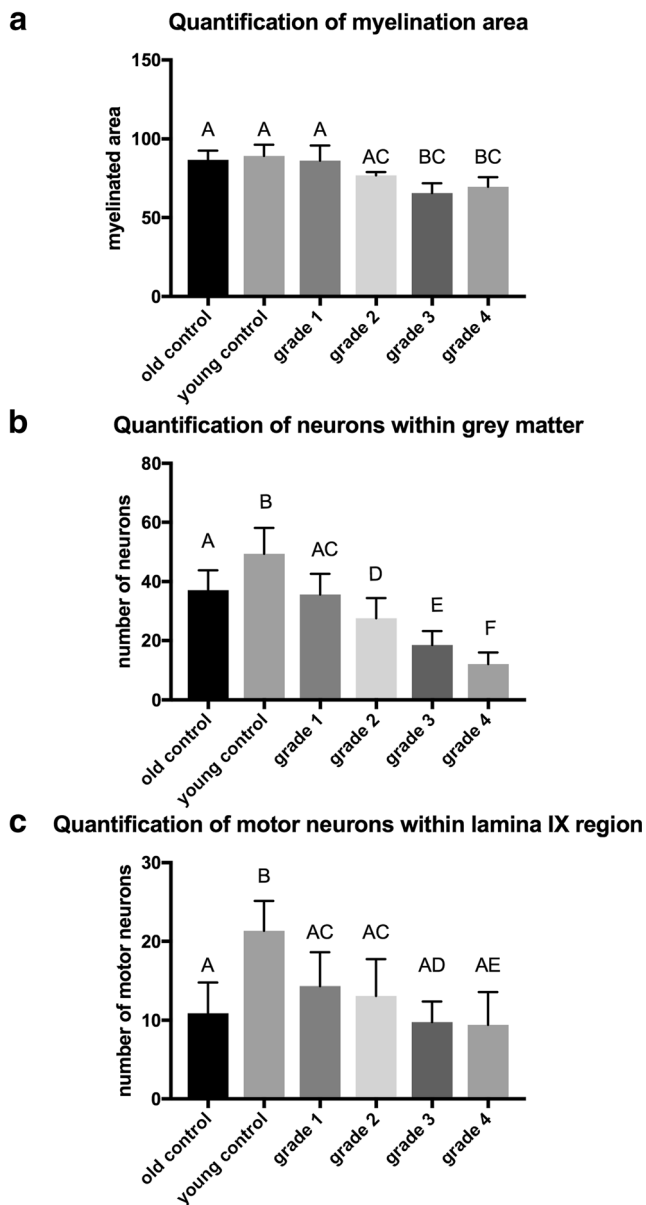 a Quantification of myelination area
150
100
50
0
myelinated area
A A A AC BC BC
old control
young control
grade 1
grade 2
grade 3
grade 4
b Quantification of neurons within grey matter
80
60
40
20
0
number of neurons
A B AC D E F
old control
young control
grade 1
grade 2
grade 3
grade 4
c Quantification of motor neurons within lamina IX region
30
20
10
0
number of motor neurons
A B AC AC AD AE
old control
young control
grade 1
grade 2
grade 3
grade 4